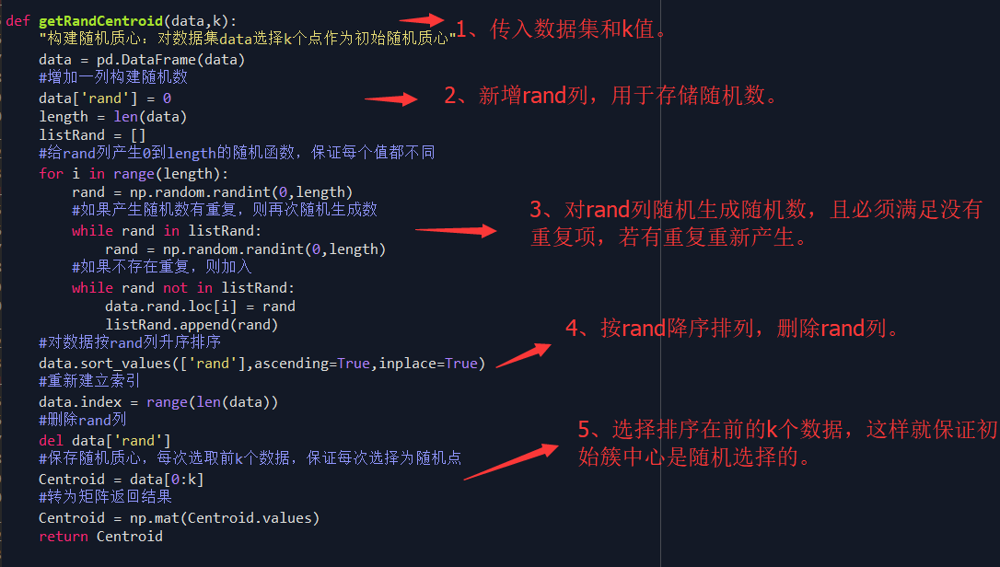 def getRandCentroid(data,k):
1、传入数据集和k值。
"构建随机质心：对数据集data选择k个点作为初始随机质心"
data = pd.DataFrame(data)
#增加一列构建随机数
data['rand'] = 0
2、新增rand列，用于存储随机数。
length = len(data)
listRand = []
#给rand列产生0到length的随机函数，保证每个值都不同
for i in range(length):
rand = np.random.randint(0,length)
#如果产生随机数有重复，则再次随机生成数
while rand in listRand:
rand = np.random.randint(0,length)
3、对rand列随机生成随机数，且必须满足没有
重复项，若有重复重新产生。
#如果不存在重复，则加入
while rand not in listRand:
data.rand.loc[i] = rand
listRand.append(rand)
#对数据按rand列升序排序
data.sort_values(['rand'],ascending=True,inplace=True)
4、按rand降序排列，删除rand列。
#重新建立索引
data.index = range(len(data))
#删除rand列
del data['rand']
#保存随机质心，每次选取前k个数据，保证每次选择为随机点
5、选择排序在前的k个数据，这样就保证初
始簇中心是随机选择的。
Centroid = data[0:k]
#转为矩阵返回结果
Centroid = np.mat(Centroid.values)
return Centroid